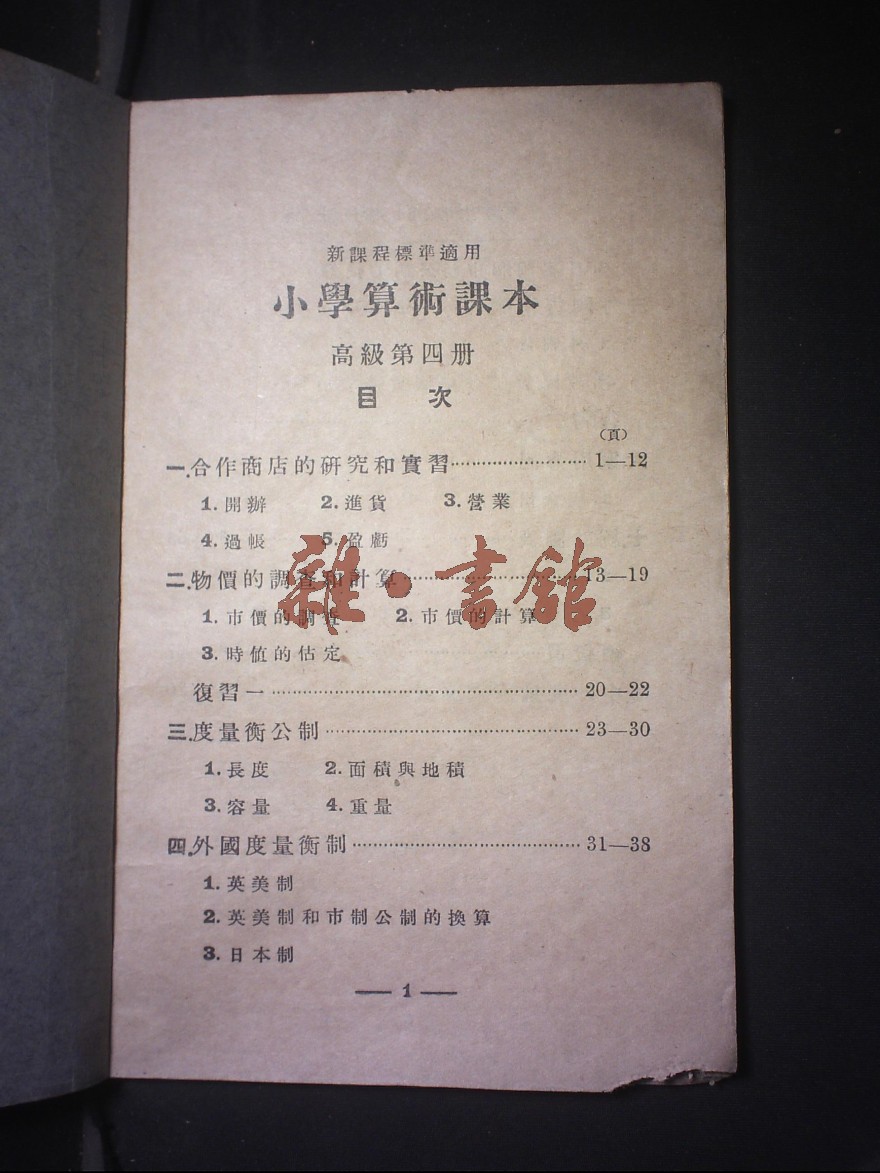 新課程標準適用
小學算術課本
高級第四册
目 次
(頁)
一.合作商店的研究和實習 1—12
1.開辦 2.進貨 3.營業
4.過帳 5.盈虧
二.物價的調查和計算 13—19
1.市價的調查 2.市價的計算
3.時值的估定
復習一 20—22
三.度量衡公制 23—30
1.長度 2.面積與地積
3.容量 4.重量
四.外國度量衡制 31—38
1.英美制
2.英美制和市制公制的換算
3.日本制
— 1 —
雜·書館